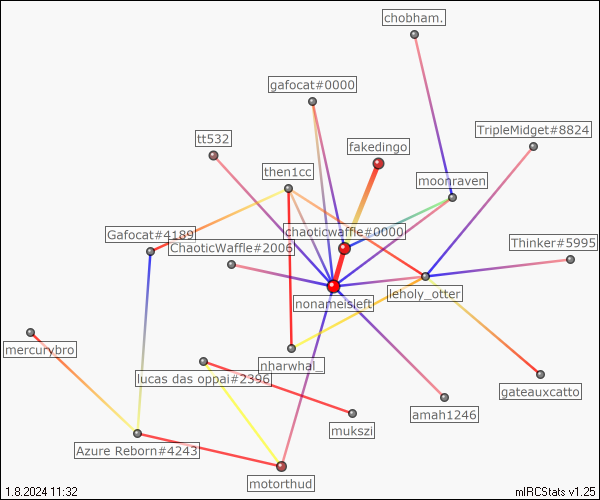 chobham.
gafocat#0000
TripleMidget#8824
tt532
fakedingo
then1cc
moonraven
Gafocat#4189
chaoticwaffle#0000
ChaoticWaffle#2006
Thinker#5995
nonameisleft
leholy_otter
mercurybro
nharwhal_
lucas das oppai#2396
gateauxcatto
amah1246
mukszi
Azure Reborn#4243
motorthud
1.8.2024 11:32
mIRCStats v1.25